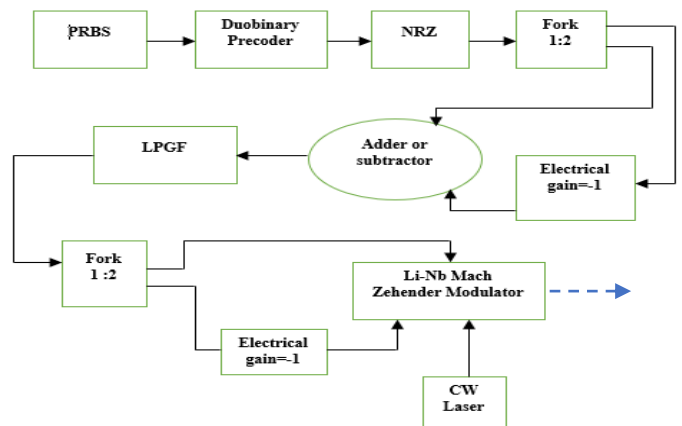 PRBS
Duobinary
Precoder
NRZ
Fork
1:2
Adder or
subtractor
LPGF
Electrical
gain=-1
Fork
1 :2
Li-Nb Mach
Zehender Modulator
Electrical
gain=-1
CW
Laser